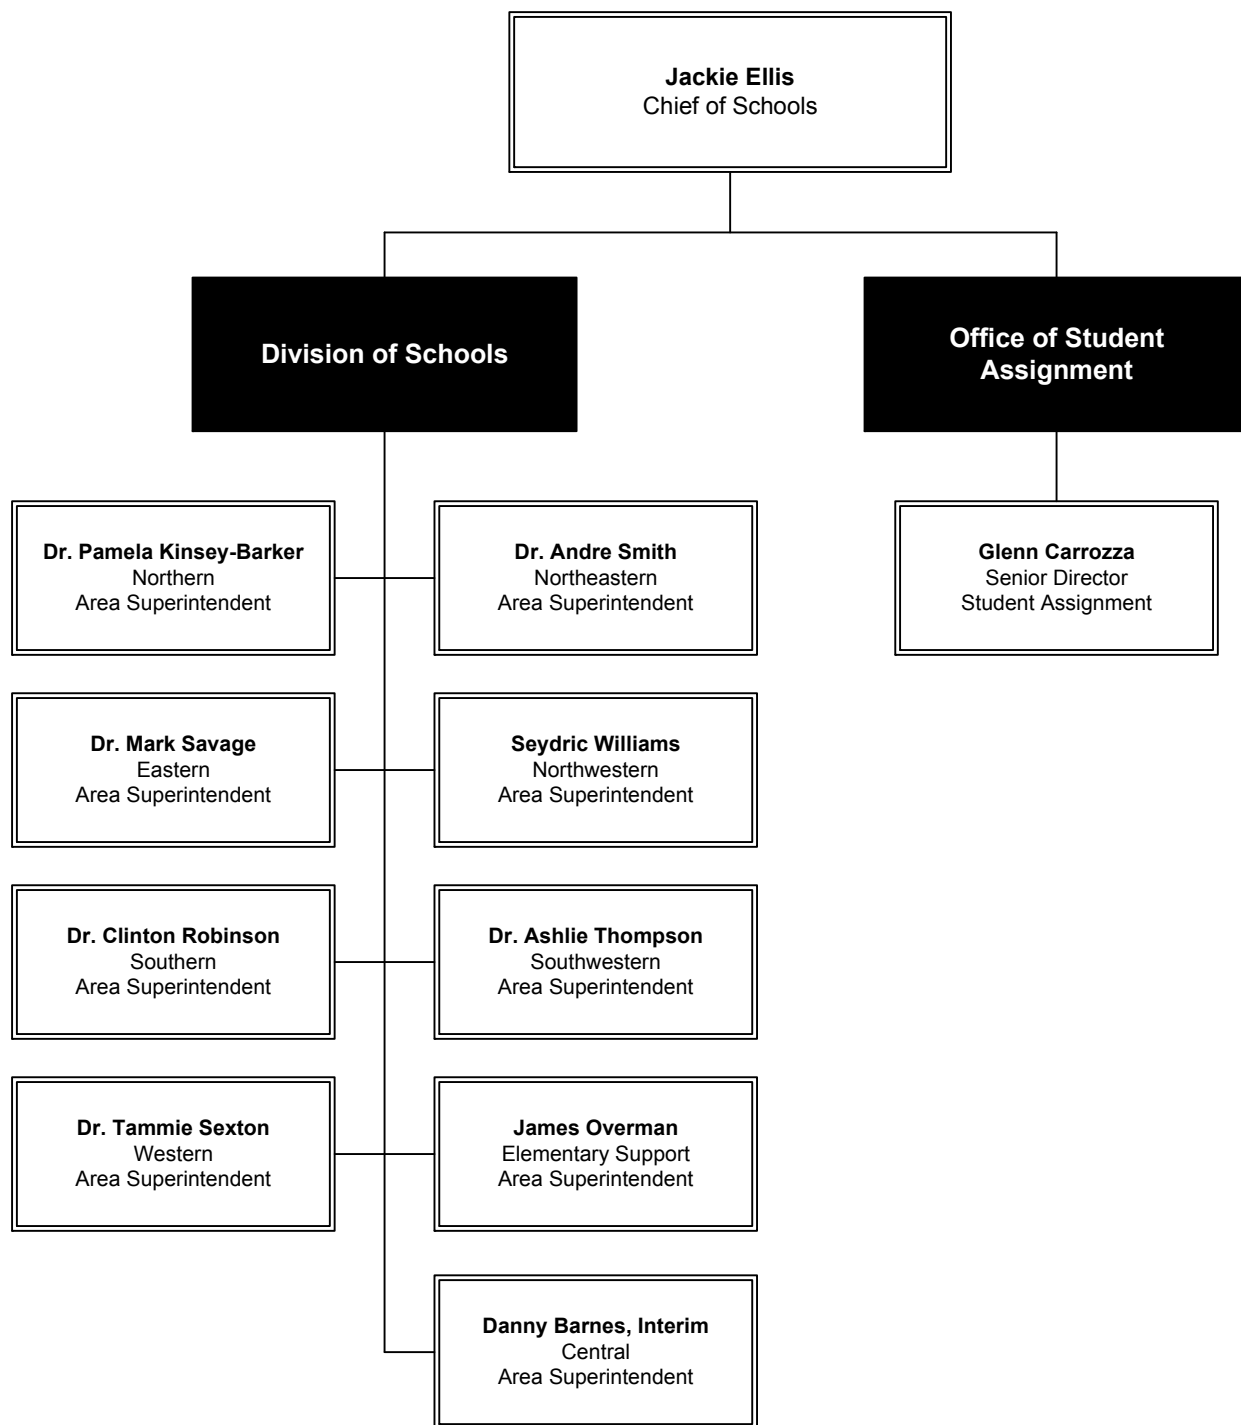 Jackie Ellis
Chief of Schools
Division of Schools
Office of Student
Assignment
Dr. Pamela Kinsey-Barker
Northern
Area Superintendent
Dr. Andre Smith
Northeastern
Area Superintendent
Glenn Carrozza
Senior Director
Student Assignment
Dr. Mark Savage
Eastern
Area Superintendent
Seydric Williams
Northwestern
Area Superintendent
Dr. Clinton Robinson
Southern
Area Superintendent
Dr. Ashlie Thompson
Southwestern
Area Superintendent
Dr. Tammie Sexton
Western
Area Superintendent
James Overman
Elementary Support
Area Superintendent
Danny Barnes, Interim
Central
Area Superintendent